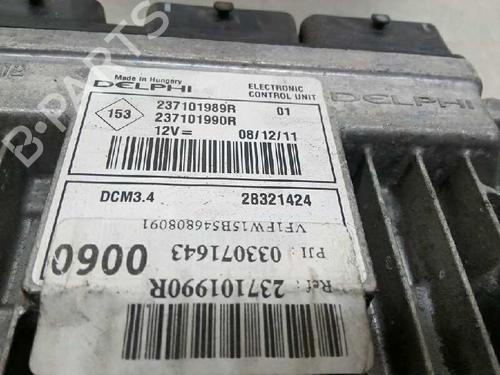 B-PARTS
Made in Hungary
DELPHI
ELECTRONIC
CONTROL UNIT
153
237101989R 01
237101990R
12V= 08/12/11
DELPHI
DCM3.4 28321424
VF1FW15B546808091
PJI : 033071643
0060
Ref : 237101990R